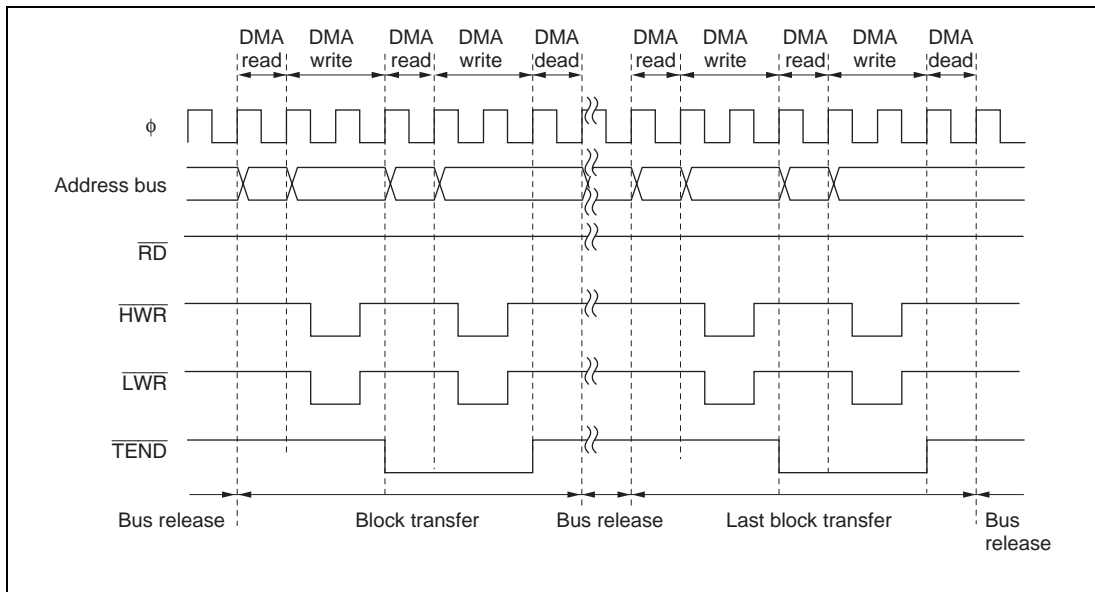 DMA DMA DMA DMA DMA DMA DMA DMA DMA DMA
read write read write dead read write read write dead
ϕ
Address bus
RD
HWR
LWR
TEND
Bus release Block transfer Bus release Last block transfer Bus
release